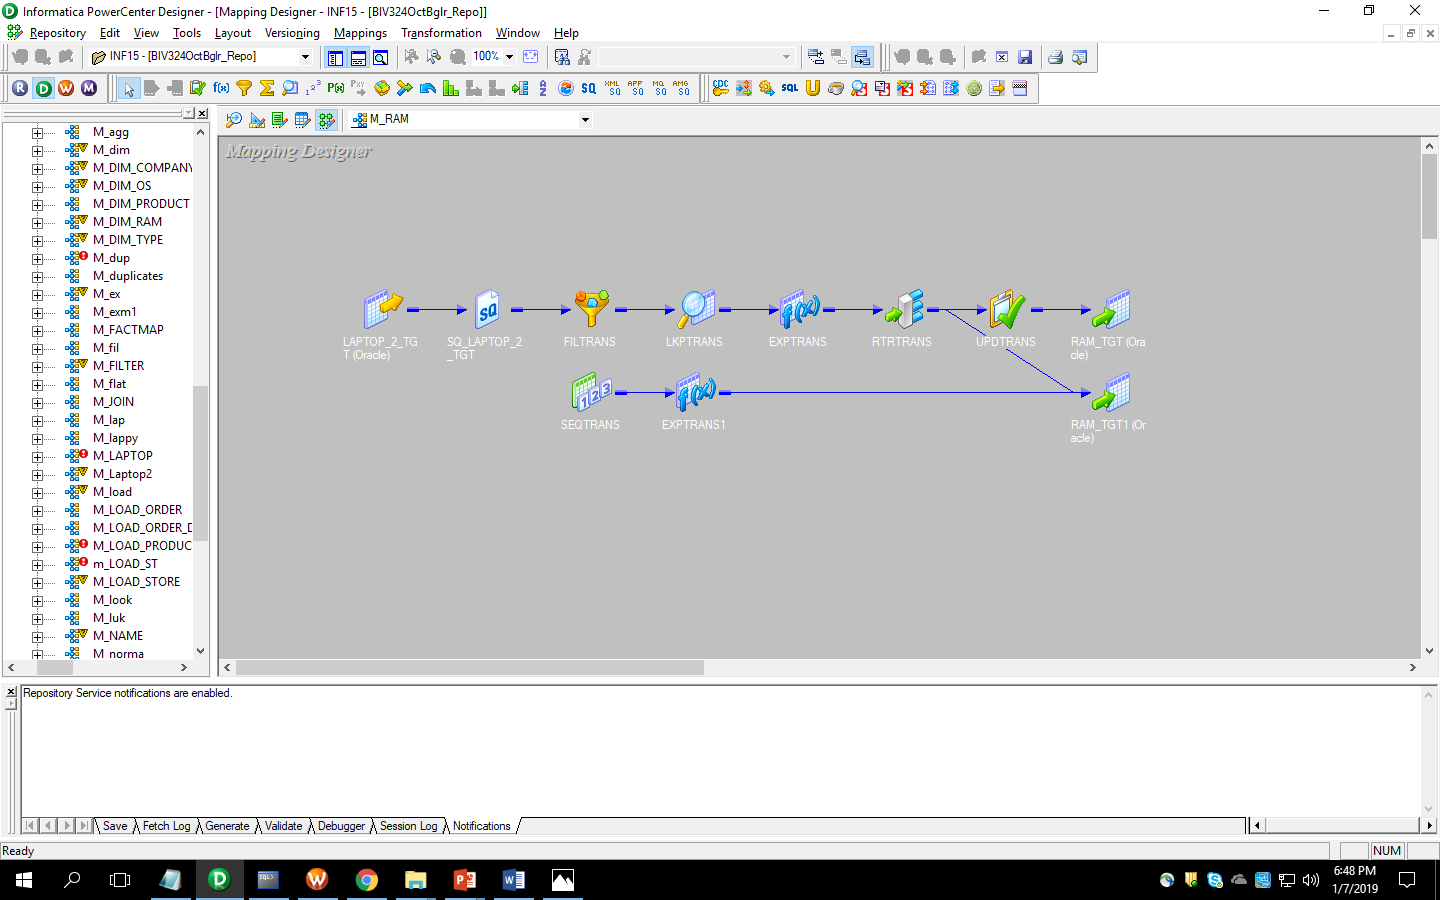 Informatica PowerCenter Designer - [Mapping Designer - INF15 - [BIV324OctBglr_Repo]]
Repository Edit View Tools Layout Versioning Mappings Transformation Window Help
INF15 - [BIV324OctBglr_Repo]
100%
R D W M
SQL
M_RAM
M_agg
M_dim
M_DIM_COMPANY
M_DIM_OS
M_DIM_PRODUCT
M_DIM_RAM
M_DIM_TYPE
M_dup
M_duplicates
M_ex
M_exm1
M_FACTMAP
M_fil
M_FILTER
M_flat
M_JOIN
M_lap
M_lappy
M_LAPTOP
M_Laptop2
M_load
M_LOAD_ORDER
M_LOAD_ORDER_D
M_LOAD_PRODUC
m_LOAD_ST
M_LOAD_STORE
M_look
M_luk
M_NAME
M_norma
Mapping Designer
LAPTOP_2_TG
T (Oracle)
SQ_LAPTOP_2
_TGT
FILTRANS
LKPTRANS
EXPTRANS
RTRTRANS
UPDTRANS
RAM_TGT (Ora
cle)
SEQTRANS
EXPTRANS1
RAM_TGT1 (Or
acle)
Repository Service notifications are enabled.
Save Fetch Log Generate Validate Debugger Session Log Notifications
Ready
NUM
6:48 PM
1/7/2019